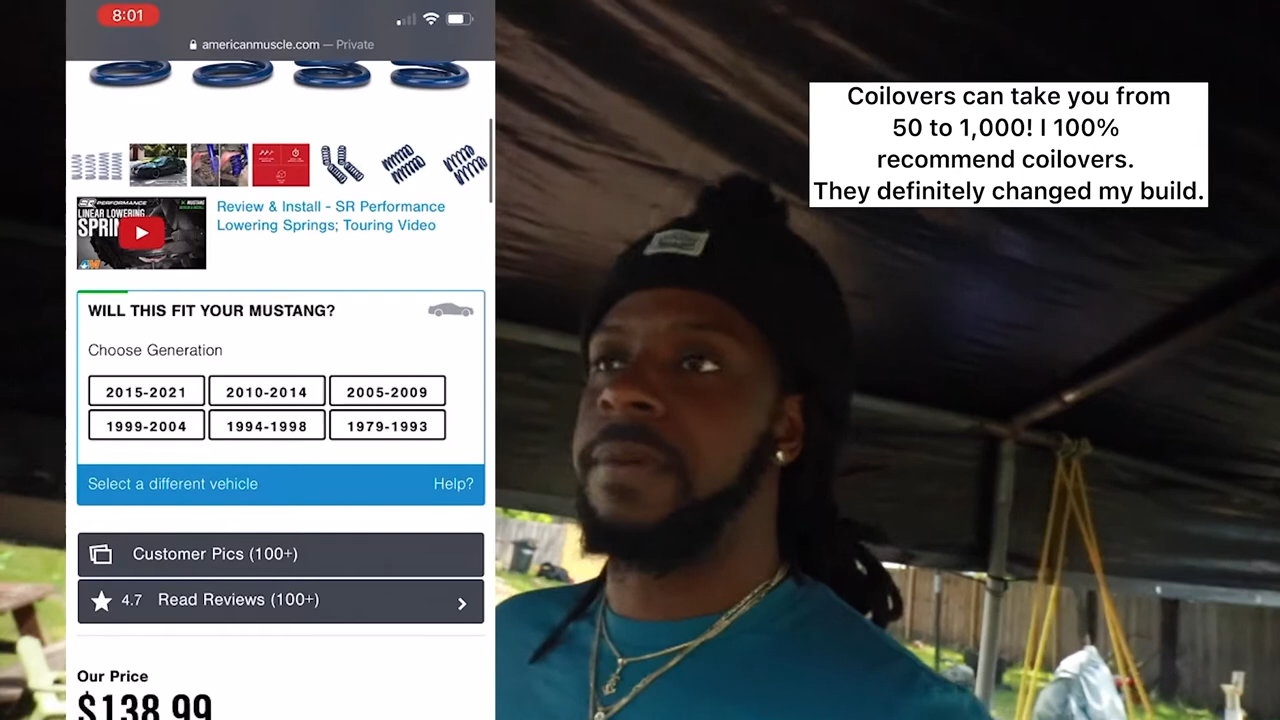 8:01
americanmuscle.com — Private
SR PERFORMANCE
LINEAR LOWERING
Review & Install - SR Performance
Lowering Springs; Touring Video
WILL THIS FIT YOUR MUSTANG?
Choose Generation
2015-2021 2010-2014 2005-2009
1999-2004 1994-1998 1979-1993
Select a different vehicle Help?
Customer Pics (100+)
4.7 Read Reviews (100+)
Our Price
$138.99
Coilovers can take you from
50 to 1,000! I 100%
recommend coilovers.
They definitely changed my build.